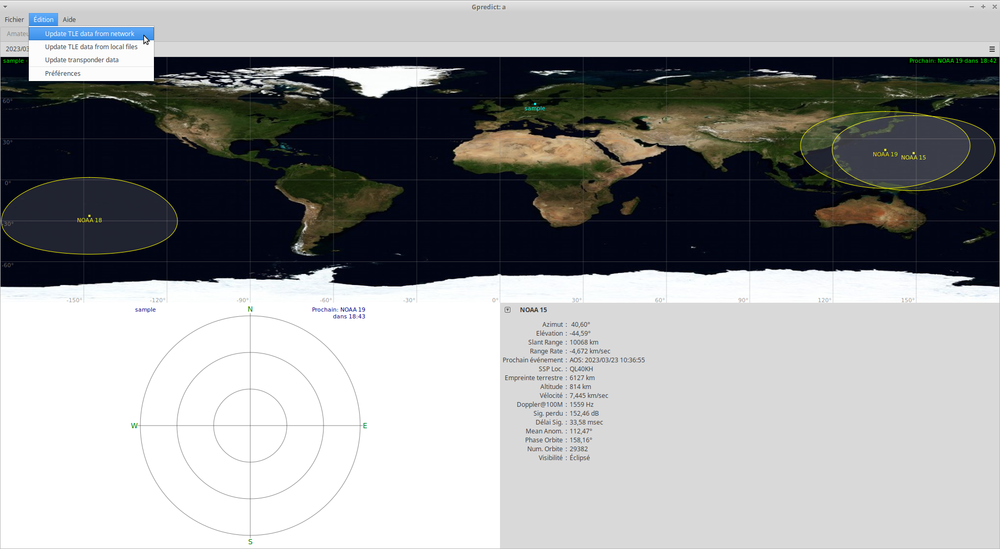 Gpredict: a
Fichier Édition Aide
Amateu
Update TLE data from network
Update TLE data from local files
Update transponder data
Préférences
2023/03
sample -
Prochain: NOAA 19 dans 18:42
60°
30°
0°
-30°
-60°
sample
NOAA 19
NOAA 15
NOAA 18
-150° -120° -90° -60° -30° 0° 30° 60° 90° 120° 150°
sample
Prochain: NOAA 19
dans 18:43
N
W
E
S
NOAA 15
Azimut : 40,60°
Elévation : -44,59°
Slant Range : 10068 km
Range Rate : -4,672 km/sec
Prochain événement : AOS: 2023/03/23 10:36:55
SSP Loc. : QL40KH
Empreinte terrestre : 6127 km
Altitude : 814 km
Vélocité : 7,445 km/sec
Doppler@100M : 1559 Hz
Sig. perdu : 152,46 dB
Délai Sig. : 33,58 msec
Mean Anom. : 112,47°
Phase Orbite : 158,16°
Num. Orbite : 29382
Visibilité : Éclipsé